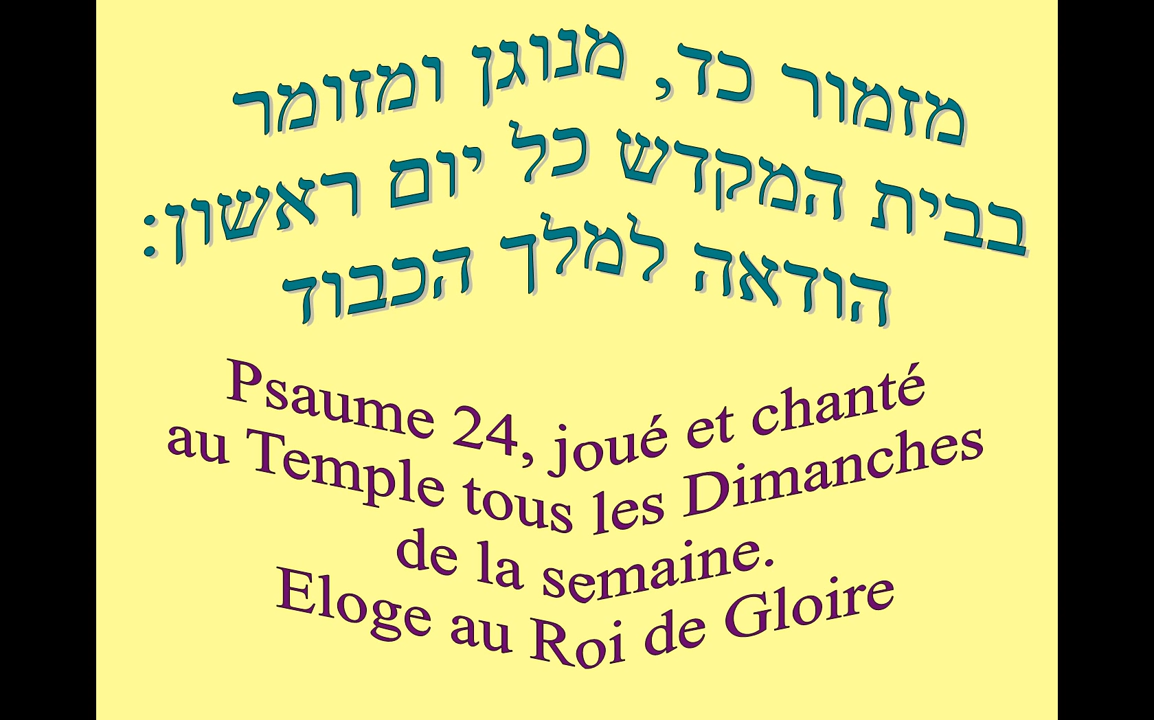 מזמור כד, מנוגן ומזומר
בבית המקדש כל יום ראשון:
הודאה למלך הכבוד
Psaume 24, joué et chanté
au Temple tous les Dimanches
de la semaine.
Eloge au Roi de Gloire